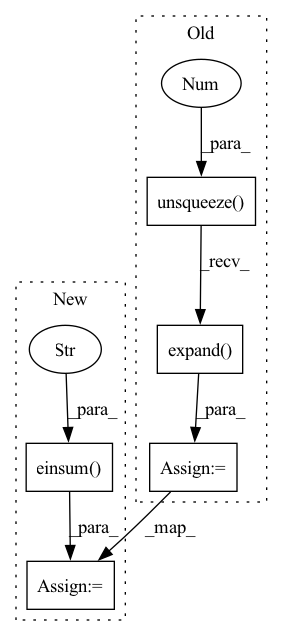 Old
Num
_para_
unsqueeze()
_recv_
New
Str
expand()
_para_
_para_
einsum()
Assign:=
_para_
_map_
Assign:=